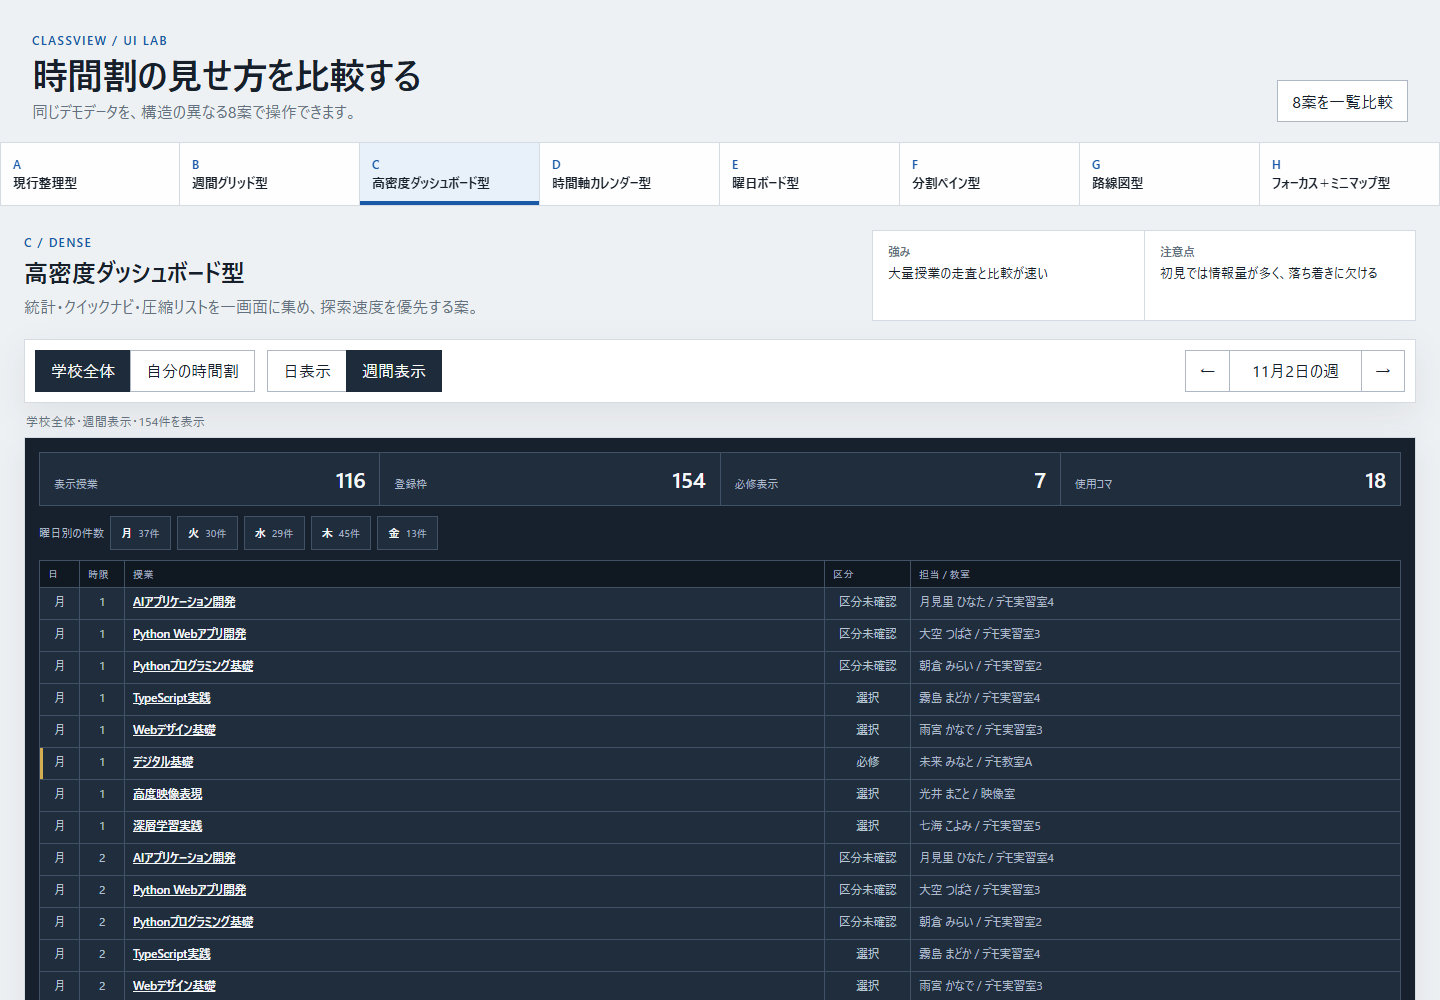 CLASSVIEW / UI LAB
時間割の見せ方を比較する
同じデモデータを、構造の異なる8案で操作できます。
8案を一覧比較
A
現行整理型
B
週間グリッド型
C
高密度ダッシュボード型
D
時間軸カレンダー型
E
曜日ボード型
F
分割ペイン型
G
路線図型
H
フォーカス＋ミニマップ型
C / DENSE
高密度ダッシュボード型
統計・クイックナビ・圧縮リストを一画面に集め、探索速度を優先する案。
強み
大量授業の走査と比較が速い
注意点
初見では情報量が多く、落ち着きに欠ける
学校全体 自分の時間割 日表示 週間表示
← 11月2日の週 →
学校全体・週間表示・154件を表示
表示授業 116 登録枠 154 必修表示 7 使用コマ 18
曜日別の件数 月 37件 火 30件 水 29件 木 45件 金 13件
日 時限 授業 区分 担当 / 教室
月 1 AIアプリケーション開発 区分未確認 月見里 ひなた / デモ実習室4
月 1 Python Webアプリ開発 区分未確認 大空 つばさ / デモ実習室3
月 1 Pythonプログラミング基礎 区分未確認 朝倉 みらい / デモ実習室2
月 1 TypeScript実践 選択 霧島 まどか / デモ実習室4
月 1 Webデザイン基礎 選択 雨宮 かなで / デモ実習室3
月 1 デジタル基礎 必修 未来 みなと / デモ教室A
月 1 高度映像表現 選択 光井 まこと / 映像室
月 1 深層学習実践 選択 七海 こよみ / デモ実習室5
月 2 AIアプリケーション開発 区分未確認 月見里 ひなた / デモ実習室4
月 2 Python Webアプリ開発 区分未確認 大空 つばさ / デモ実習室3
月 2 Pythonプログラミング基礎 区分未確認 朝倉 みらい / デモ実習室2
月 2 TypeScript実践 選択 霧島 まどか / デモ実習室4
月 2 Webデザイン基礎 選択 雨宮 かなで / デモ実習室3